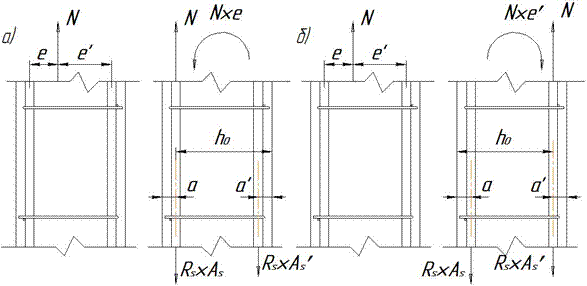 а)
N
e
e'
N
N×e
h₀
a
a'
Rs×As
Rs×As'
б)
N
e
e'
N×e'
N
h₀
a
a'
Rs×As
Rs×As'